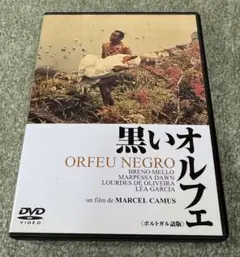 黒いオルフェ
ORFEU NEGRO
BRENO MELLO
MARPESSA DAWN
LOURDES DE OLIVEIRA
LÉA GARCIA
un film de MARCEL CAMUS
DVD
VIDEO
〈ポルトガル語版〉